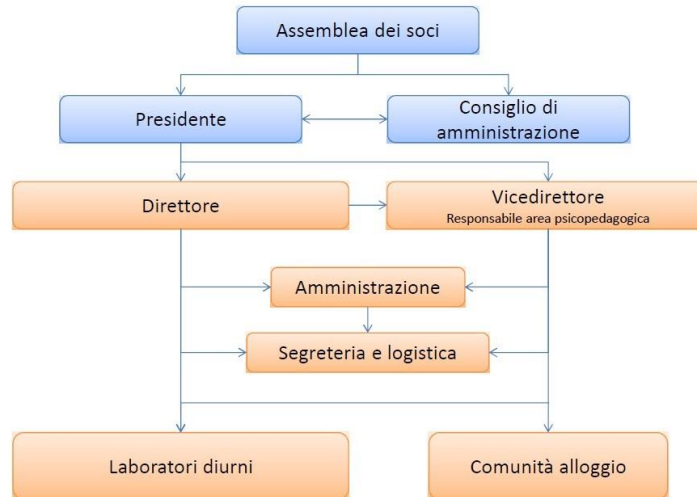 Assemblea dei soci
Presidente
Consiglio di
amministrazione
Direttore
Vicedirettore
Responsabile area psicopedagogica
Amministrazione
Segreteria e logistica
Laboratori diurni
Comunità alloggio